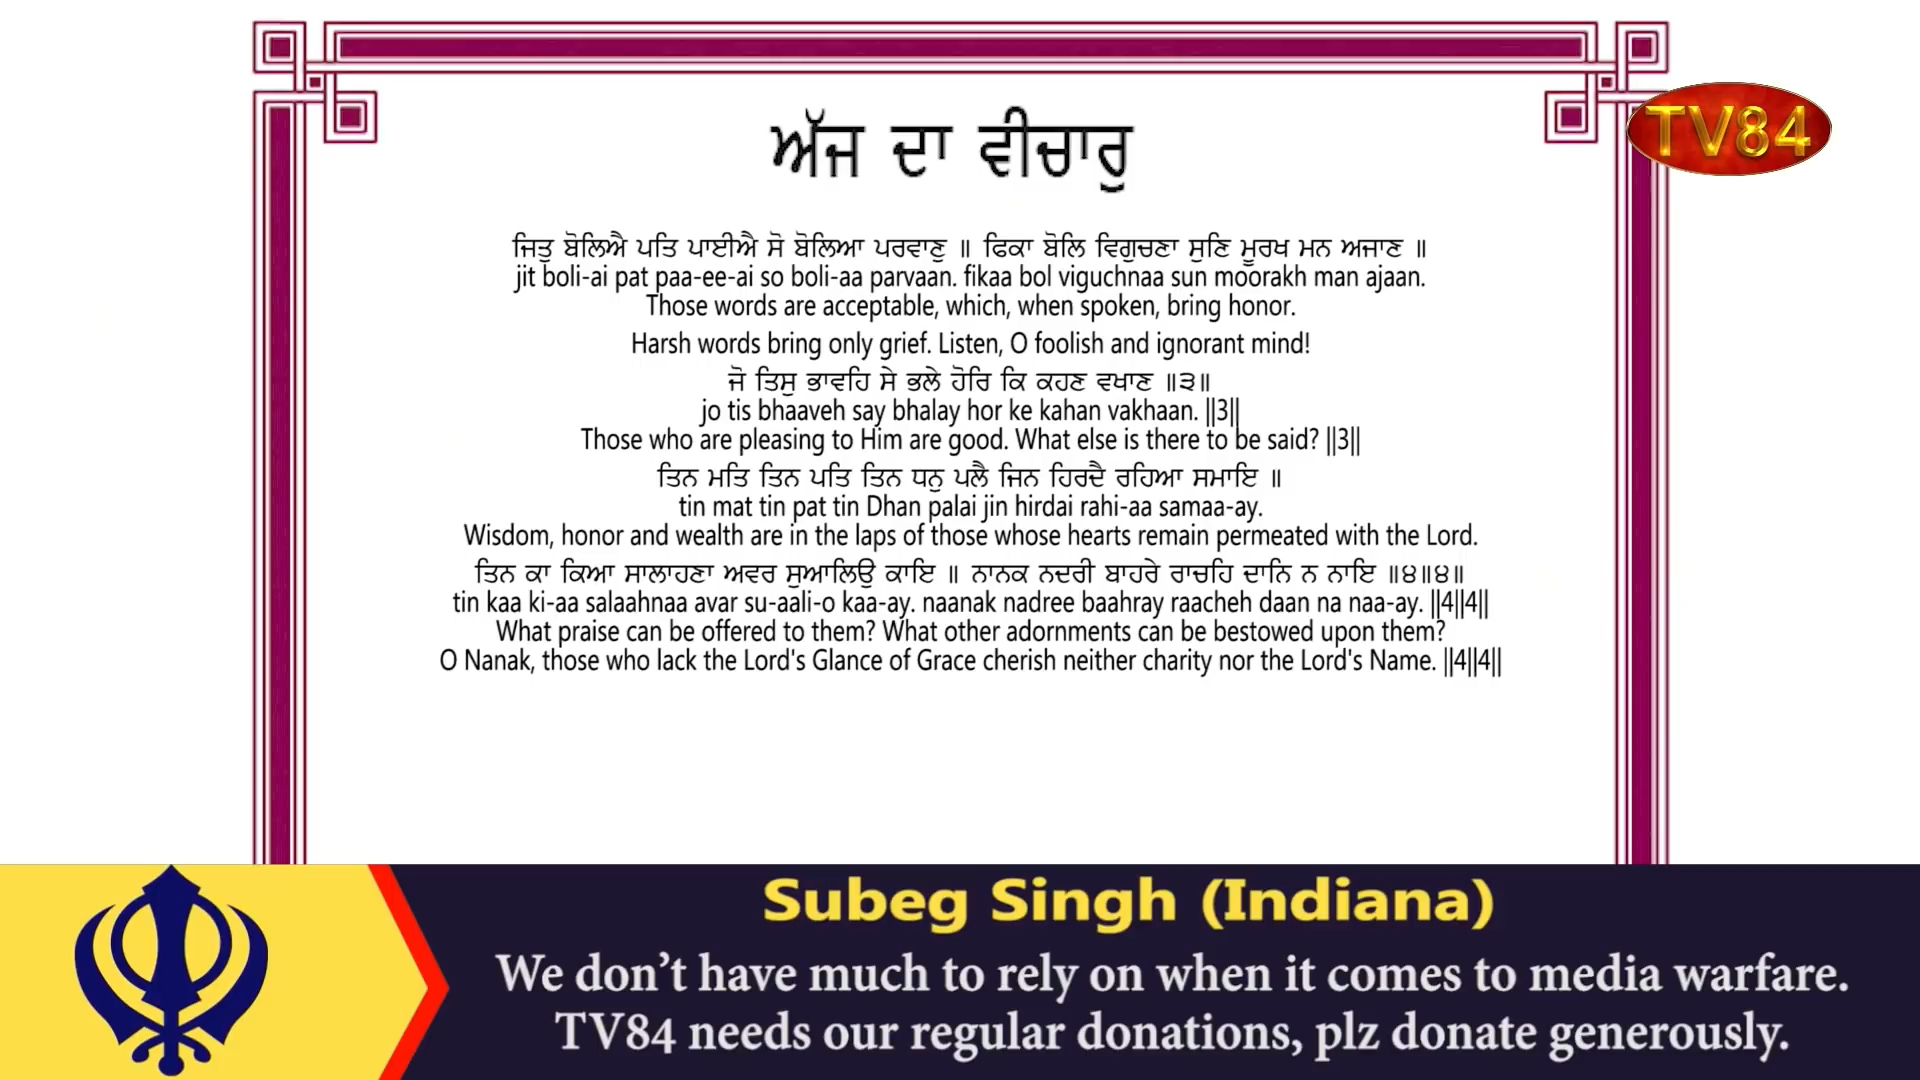 ਅੱਜ ਦਾ ਵੀਚਾਰੁ
TV84
ਜਿਤੁ ਬੋਲਿਐ ਪਤਿ ਪਾਈਐ ਸੋ ਬੋਲਿਆ ਪਰਵਾਣੁ ॥ ਫਿਕਾ ਬੋਲਿ ਵਿਗੁਚਣਾ ਸੁਣਿ ਮੂਰਖ ਮਨ ਅਜਾਣ ॥
jit boli-ai pat paa-ee-ai so boli-aa parvaan. fikaa bol viguchnaa sun moorakh man ajaan.
Those words are acceptable, which, when spoken, bring honor.
Harsh words bring only grief. Listen, O foolish and ignorant mind!
ਜੋ ਤਿਸੁ ਭਾਵਹਿ ਸੇ ਭਲੇ ਹੋਰਿ ਕਿ ਕਹਣ ਵਖਾਣ ॥੩॥
jo tis bhaaveh say bhalay hor ke kahan vakhaan. ||3||
Those who are pleasing to Him are good. What else is there to be said? ||3||
ਤਿਨ ਮਤਿ ਤਿਨ ਪਤਿ ਤਿਨ ਧਨੁ ਪਲੈ ਜਿਨ ਹਿਰਦੈ ਰਹਿਆ ਸਮਾਇ ॥
tin mat tin pat tin Dhan palai jin hirdai rahi-aa samaa-ay.
Wisdom, honor and wealth are in the laps of those whose hearts remain permeated with the Lord.
ਤਿਨ ਕਾ ਕਿਆ ਸਾਲਾਹਣਾ ਅਵਰ ਸੁਆਲਿਉ ਕਾਇ ॥ ਨਾਨਕ ਨਦਰੀ ਬਾਹਰੇ ਰਾਚਹਿ ਦਾਨਿ ਨ ਨਾਇ ॥੪॥੪॥
tin kaa ki-aa salaahnaa avar su-aali-o kaa-ay. naanak nadree baahray raacheh daan na naa-ay. ||4||4||
What praise can be offered to them? What other adornments can be bestowed upon them?
O Nanak, those who lack the Lord's Glance of Grace cherish neither charity nor the Lord's Name. ||4||4||
Subeg Singh (Indiana)
We don’t have much to rely on when it comes to media warfare.
TV84 needs our regular donations, plz donate generously.